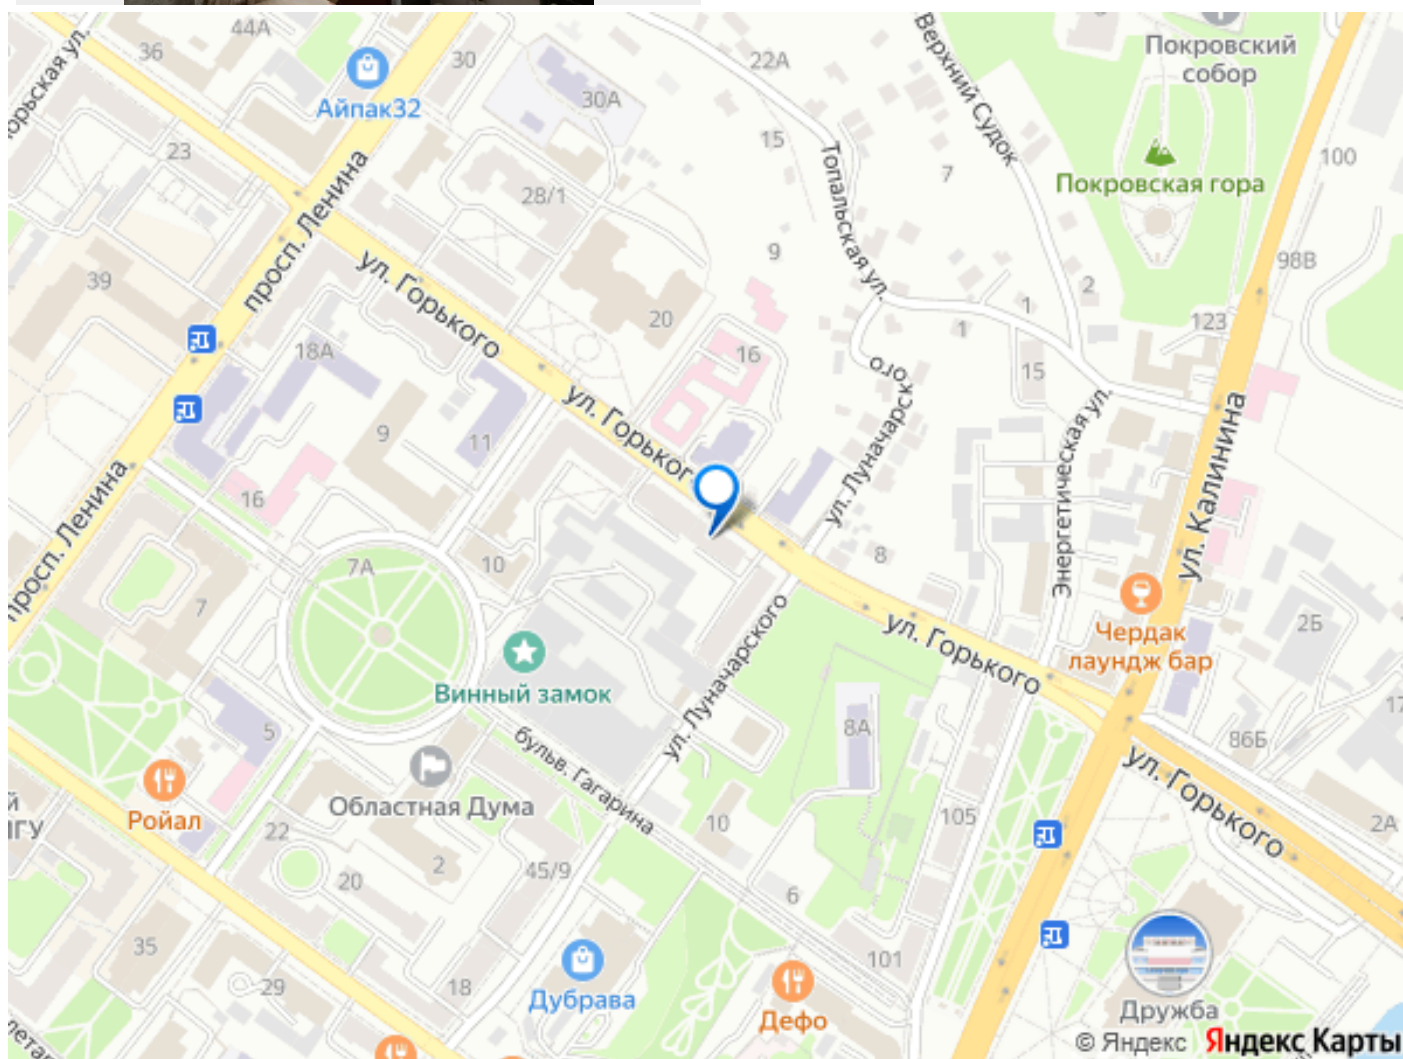 44А
36
30
Айпак32
22А
Верхний Судок
Покровский
собор
орьская ул.
30А
15
Топальская ул.
7
100
Покровская гора
23
28/1
просп. Ленина
39
ул. Горького
9
20
98В
2
1
1
123
18А
16
15
ул. Горького
9
11
ул. Луначарского
Энергетическая ул.
ул. Калинина
просп. Ленина
16
7А
10
8
7
Чердак
лаундж бар
2Б
ул. Горького
Винный замок
ул. Луначарского
5
8А
17
86Б
бульв. Гагарина
ул. Горького
Областная Дума
й
ГУ
Ройал
22
10
105
2А
2
45/9
20
6
35
101
29
18
Дубрава
Дефо
Дружба
© Яндекс Яндекс Карты